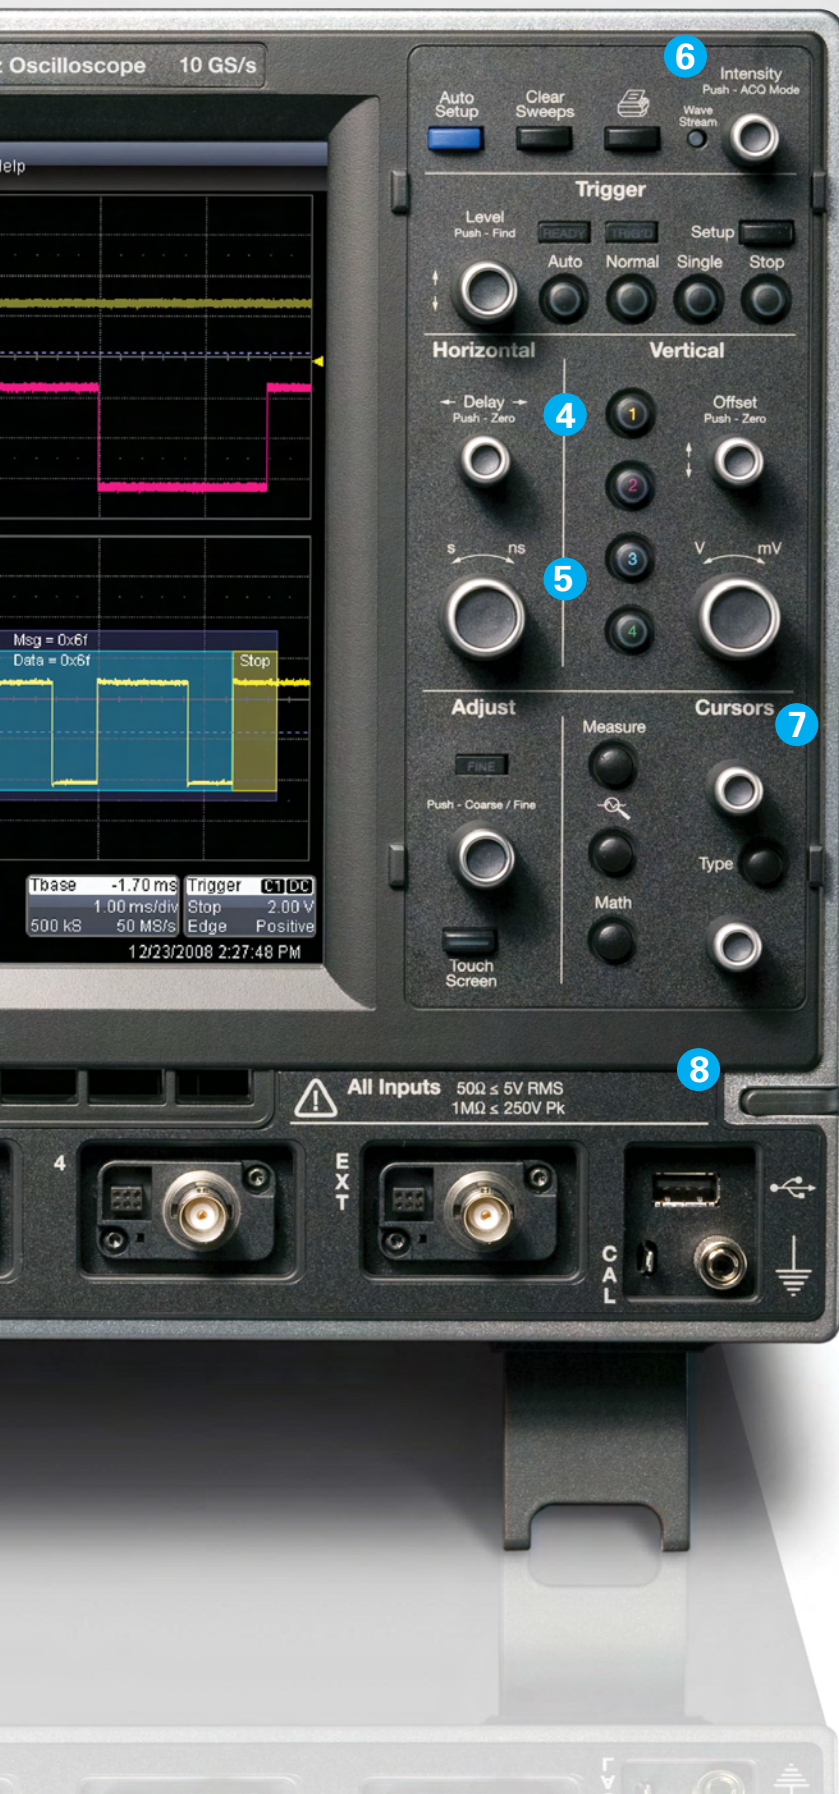 Oscilloscope 10 GS/s
6
Intensity
Push - ACQ Mode
Auto
Setup
Clear
Sweeps
Wave
Stream
Help
Trigger
Level
Push - Find
READY
TRIG'D
Setup
Auto
Normal
Single
Stop
Horizontal
Vertical
← Delay →
Push - Zero
4
1
Offset
Push - Zero
2
s
ns
5
3
V
mV
4
Msg = 0x6f
Data = 0x6f
Stop
Adjust
Cursors
7
Measure
FINE
Push - Coarse / Fine
Type
Math
Touch
Screen
Tbase -1.70 ms
1.00 ms/div
500 kS 50 MS/s
Trigger C1 DC
Stop 2.00 V
Edge Positive
12/23/2008 2:27:48 PM
8
All Inputs
50Ω ≤ 5V RMS
1MΩ ≤ 250V Pk
4
EXT
CAL